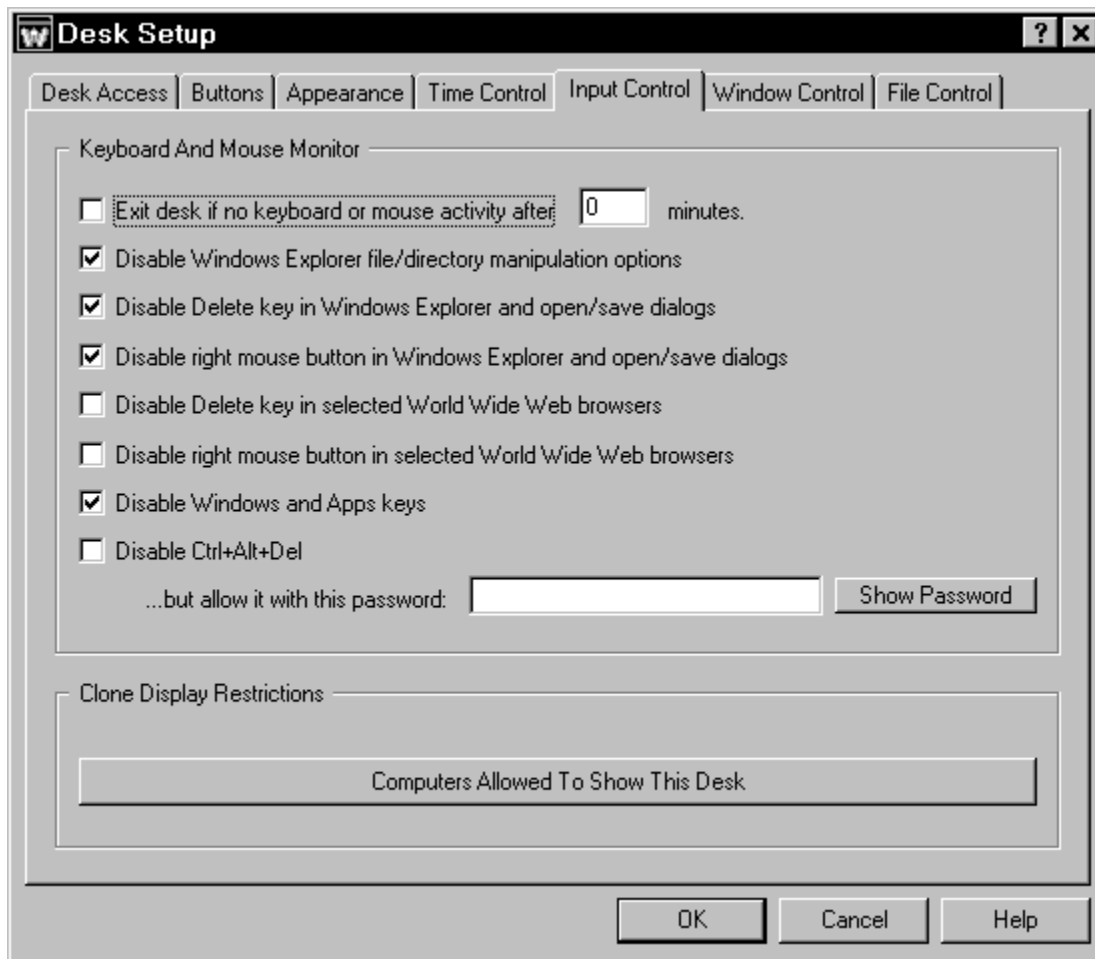 W Desk Setup
Desk Access Buttons Appearance Time Control Input Control Window Control File Control
Keyboard And Mouse Monitor
Exit desk if no keyboard or mouse activity after 0 minutes.
Disable Windows Explorer file/directory manipulation options
Disable Delete key in Windows Explorer and open/save dialogs
Disable right mouse button in Windows Explorer and open/save dialogs
Disable Delete key in selected World Wide Web browsers
Disable right mouse button in selected World Wide Web browsers
Disable Windows and Apps keys
Disable Ctrl+Alt+Del
...but allow it with this password: Show Password
Clone Display Restrictions
Computers Allowed To Show This Desk
OK Cancel Help